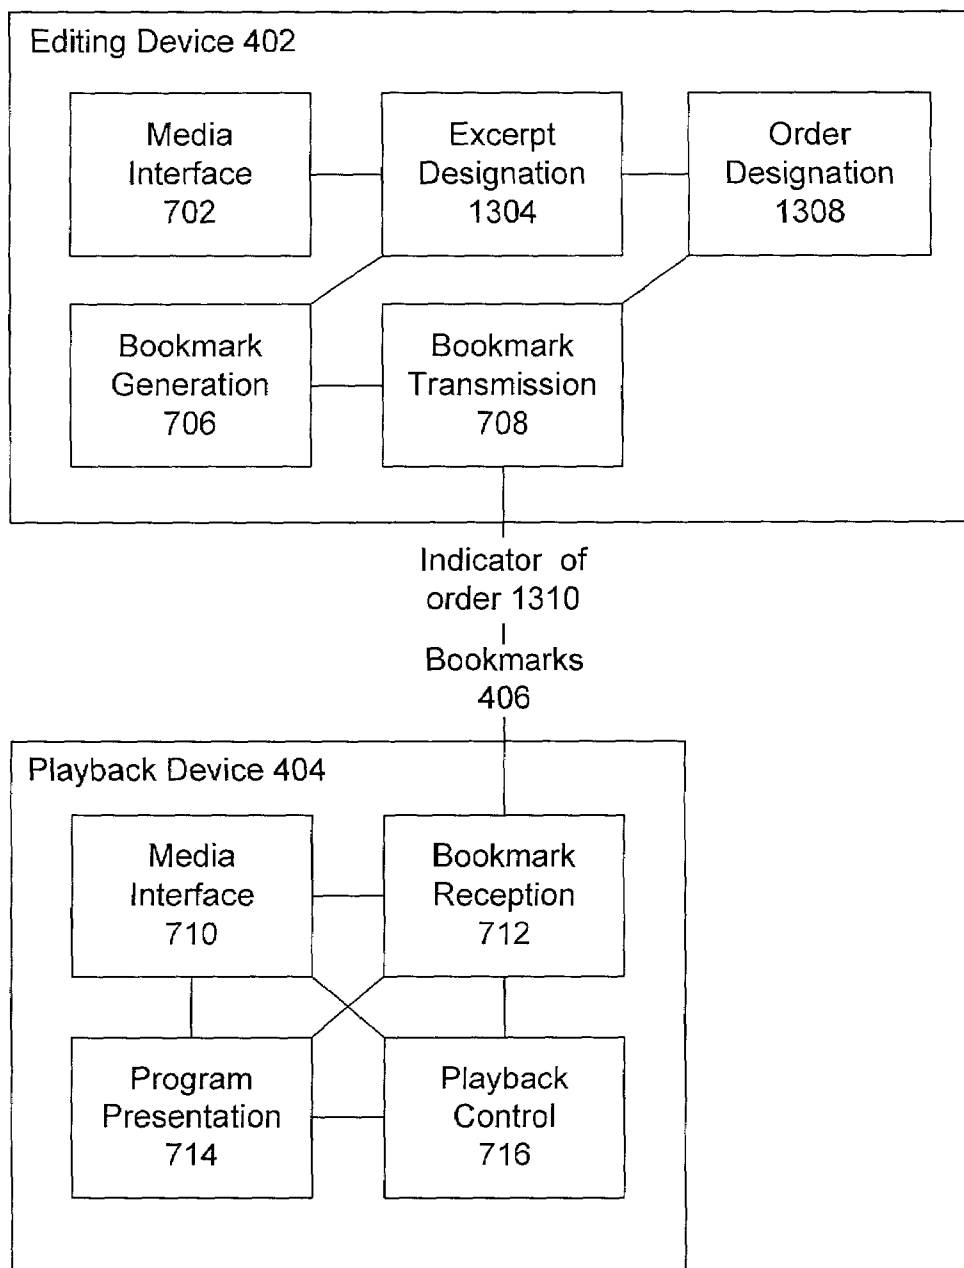 Editing Device 402
Media
Interface
702
Excerpt
Designation
1304
Order
Designation
1308
Bookmark
Generation
706
Bookmark
Transmission
708
Indicator of
order 1310
Bookmarks
406
Playback Device 404
Media
Interface
710
Bookmark
Reception
712
Program
Presentation
714
Playback
Control
716